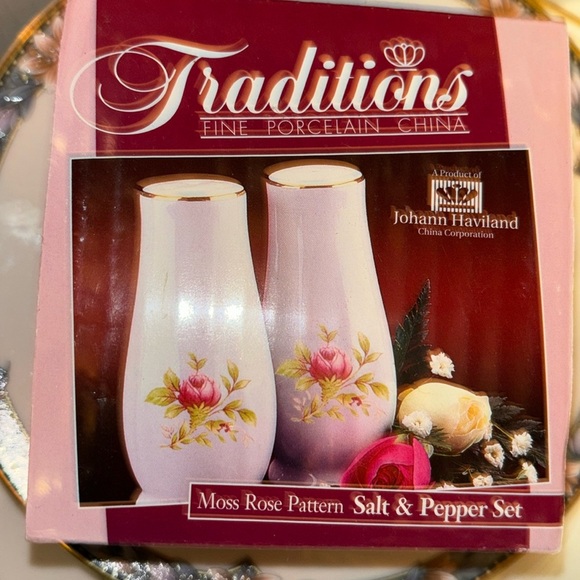 Traditions
FINE PORCELAIN CHINA
A Product of
Johann Haviland
China Corporation
Moss Rose Pattern Salt & Pepper Set